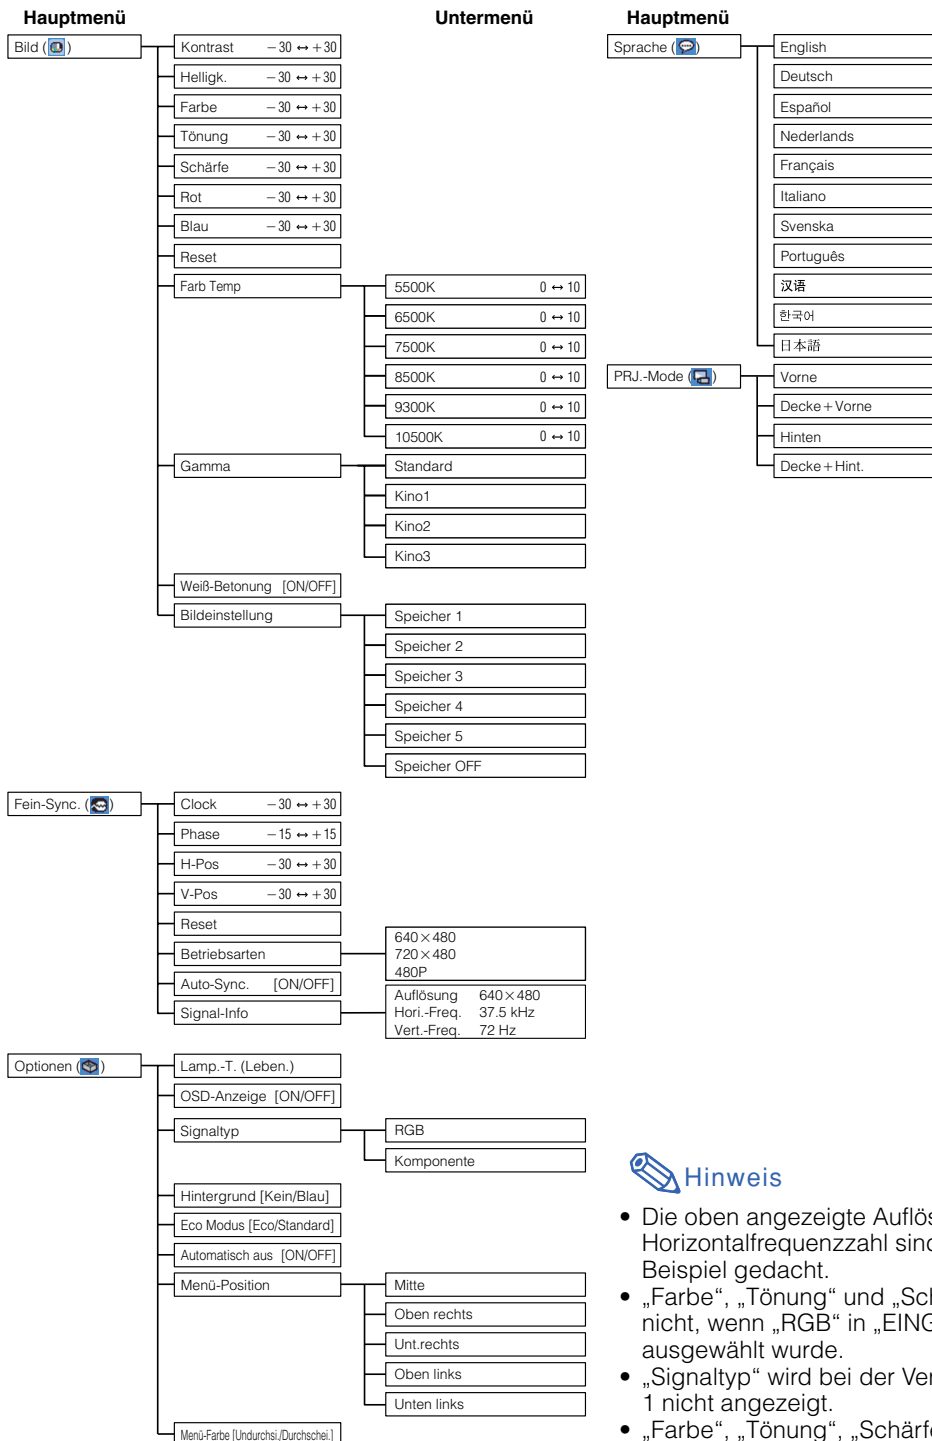 Hauptmenü
Untermenü
Bild ( )
Kontrast −30 ↔ +30
Helligk. −30 ↔ +30
Farbe −30 ↔ +30
Tönung −30 ↔ +30
Schärfe −30 ↔ +30
Rot −30 ↔ +30
Blau −30 ↔ +30
Reset
Farb Temp
5500K 0 ↔ 10
6500K 0 ↔ 10
7500K 0 ↔ 10
8500K 0 ↔ 10
9300K 0 ↔ 10
10500K 0 ↔ 10
Gamma
Standard
Kino1
Kino2
Kino3
Weiß-Betonung [ON/OFF]
Bildeinstellung
Speicher 1
Speicher 2
Speicher 3
Speicher 4
Speicher 5
Speicher OFF
Fein-Sync. ( )
Clock −30 ↔ +30
Phase −15 ↔ +15
H-Pos −30 ↔ +30
V-Pos −30 ↔ +30
Reset
Betriebsarten
640×480
720×480
480P
Auto-Sync. [ON/OFF]
Signal-Info
Auflösung 640×480
Hori.-Freq. 37.5 kHz
Vert.-Freq. 72 Hz
Optionen ( )
Lamp.-T. (Leben.)
OSD-Anzeige [ON/OFF]
Signaltyp
RGB
Komponente
Hintergrund [Kein/Blau]
Eco Modus [Eco/Standard]
Automatisch aus [ON/OFF]
Menü-Position
Mitte
Oben rechts
Unt.rechts
Oben links
Unten links
Menü-Farbe [Undurchsi./Durchschei.]
Hauptmenü
Sprache ( )
English
Deutsch
Español
Nederlands
Français
Italiano
Svenska
Português
汉语
한국어
日本語
PRJ.-Mode ( )
Vorne
Decke+Vorne
Hinten
Decke+Hint.
Hinweis
• Die oben angezeigte
Horizontalfrequenzzahl
Beispiel gedacht.
• „Farbe“, „Tönung“ und
nicht, wenn „RGB“ in
ausgewählt wurde.
• „Signaltyp“ wird bei der
1 nicht angezeigt.
• „Farbe“, „Tönung“,